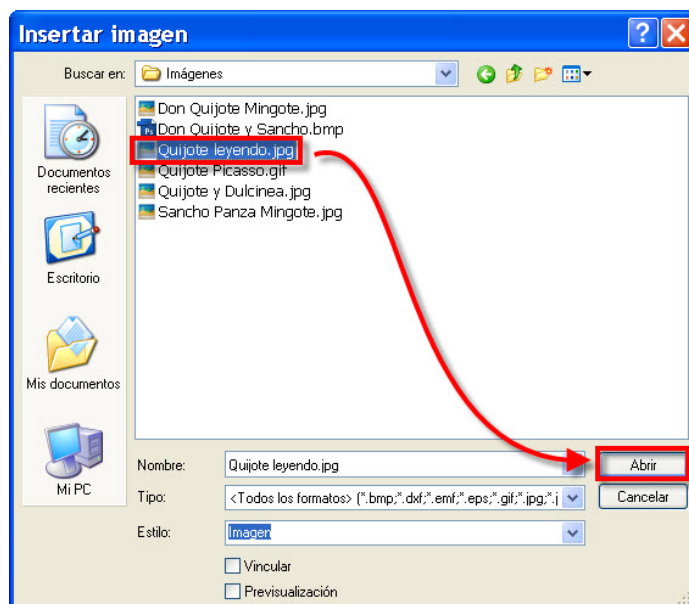 Insertar imagen
Buscar en: Imágenes
Don Quijote Mingote.jpg
Don Quijote y Sancho.bmp
Quijote leyendo.jpg
Quijote Picasso.gif
Quijote y Dulcinea.jpg
Sancho Panza Mingote.jpg
Documentos
recientes
Escritorio
Mis documentos
Mi PC
Nombre: Quijote leyendo.jpg Abrir
Tipo: <Todos los formatos> (*.bmp;*.dxf;*.emf;*.eps;*.gif;*.jpg;*.j Cancelar
Estilo: Imagen
Vincular
Previsualización